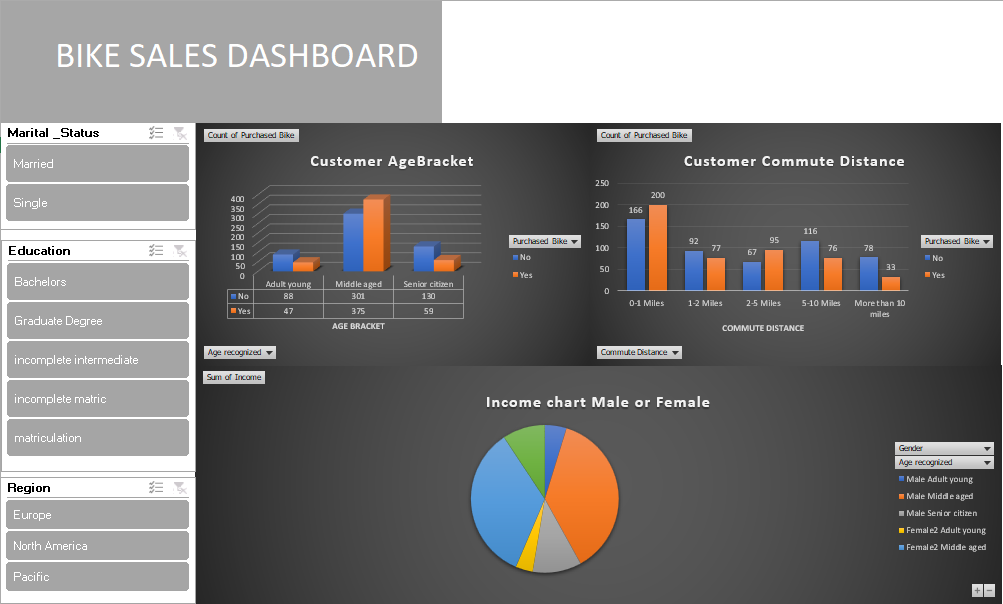 BIKE SALES DASHBOARD
Marital _Status
Married
Single
Education
Bachelors
Graduate Degree
incomplete intermediate
incomplete matric
matriculation
Region
Europe
North America
Pacific
Count of Purchased Bike
Customer AgeBracket
400
350
300
250
200
150
100
50
0
Adult young Middle aged Senior citizen
No 88 301 130
Yes 47 375 59
AGE BRACKET
Purchased Bike
No
Yes
Age recognized
Count of Purchased Bike
Customer Commute Distance
250
200
150
100
50
0
166 200 92 77 67 95 116 76 78 33
0-1 Miles 1-2 Miles 2-5 Miles 5-10 Miles More than 10
miles
COMMUTE DISTANCE
Purchased Bike
No
Yes
Commute Distance
Sum of Income
Income chart Male or Female
Gender
Age recognized
Male Adult young
Male Middle aged
Male Senior citizen
Female2 Adult young
Female2 Middle aged
+ −